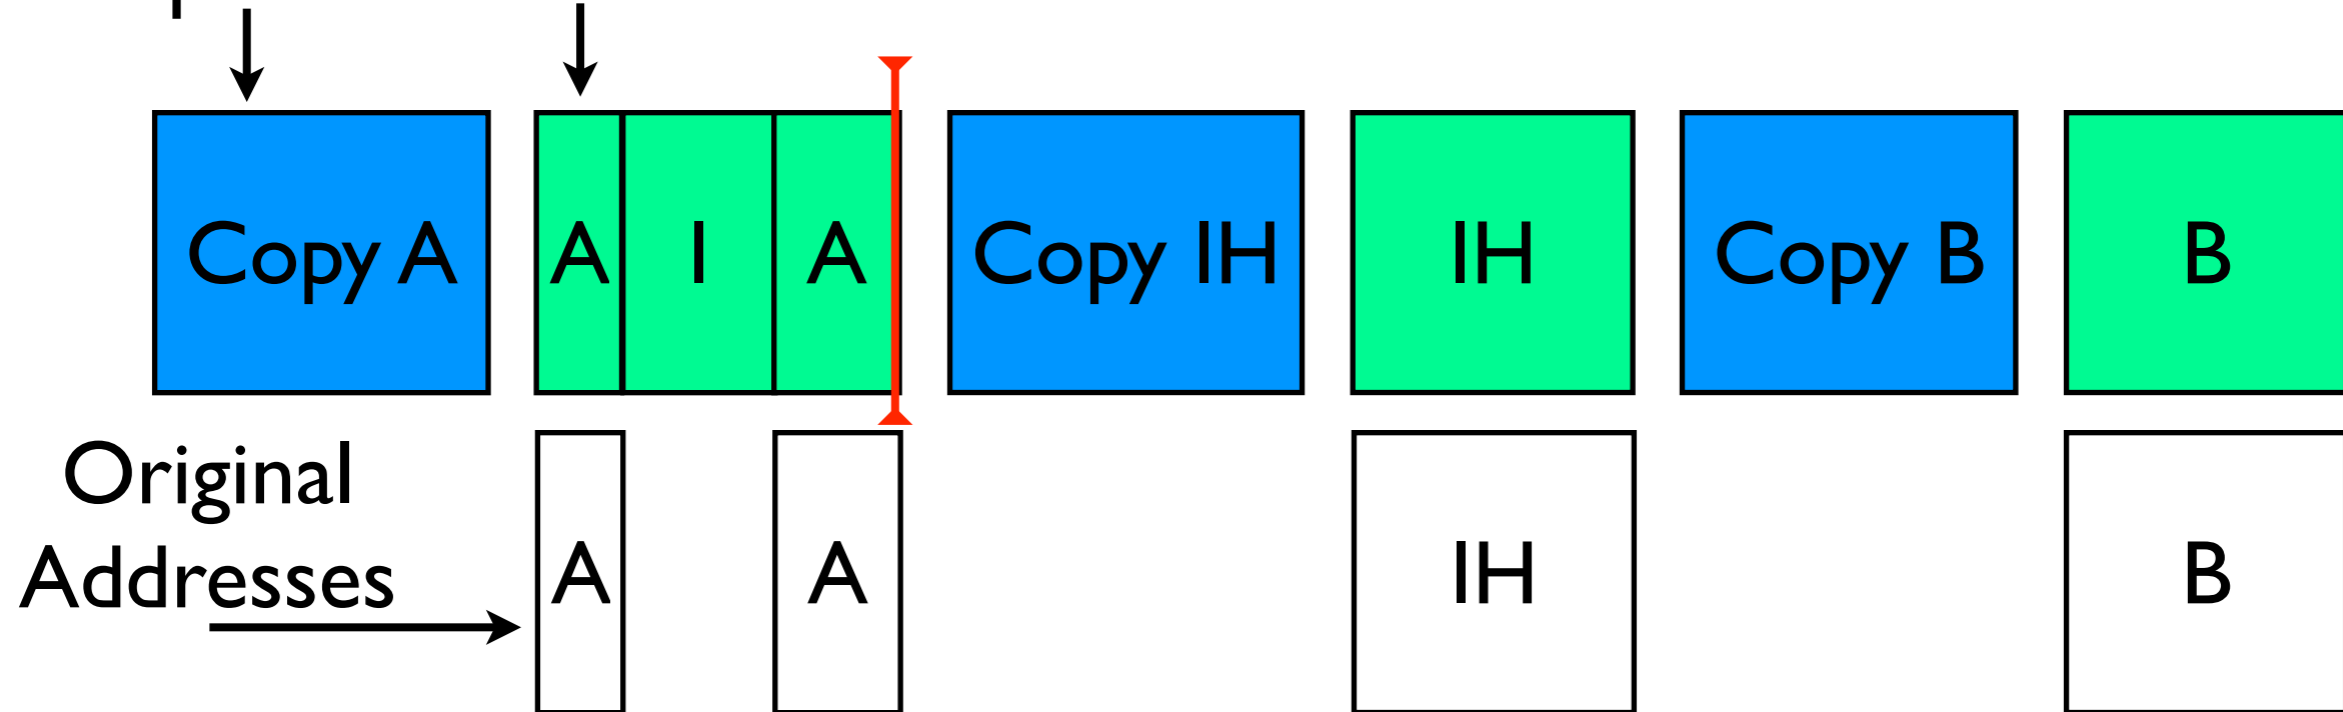 Copy A A I A Copy IH IH Copy B B
Original
Addresses
A A IH B